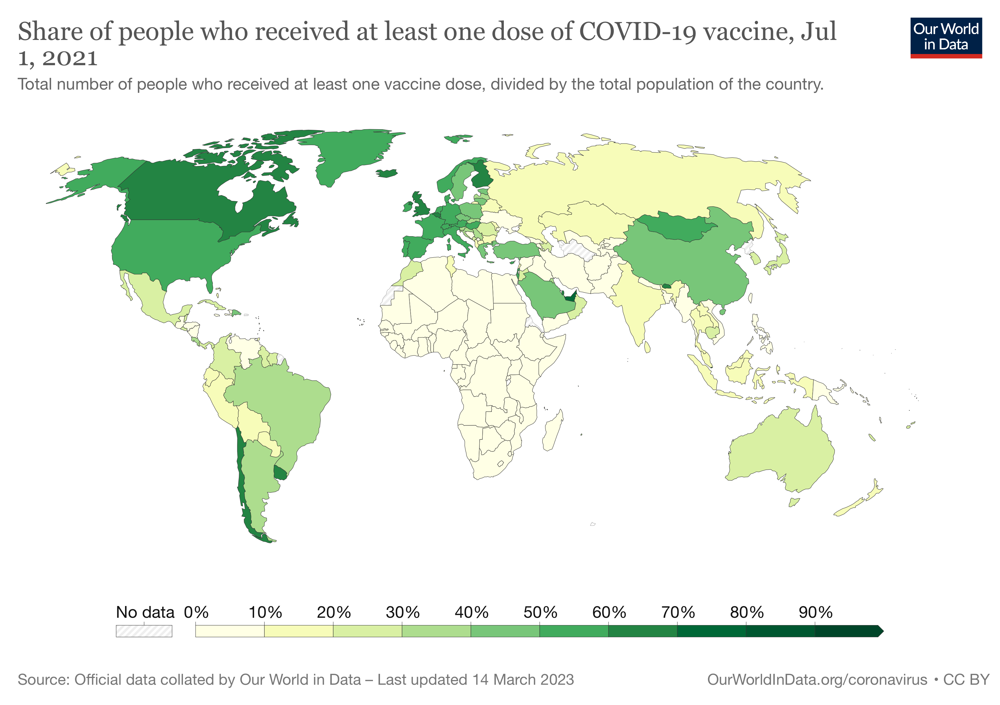 Share of people who received at least one dose of COVID-19 vaccine, Jul
1, 2021
Our World
in Data
Total number of people who received at least one vaccine dose, divided by the total population of the country.
No data 0% 10% 20% 30% 40% 50% 60% 70% 80% 90%
Source: Official data collated by Our World in Data – Last updated 14 March 2023
OurWorldInData.org/coronavirus • CC BY